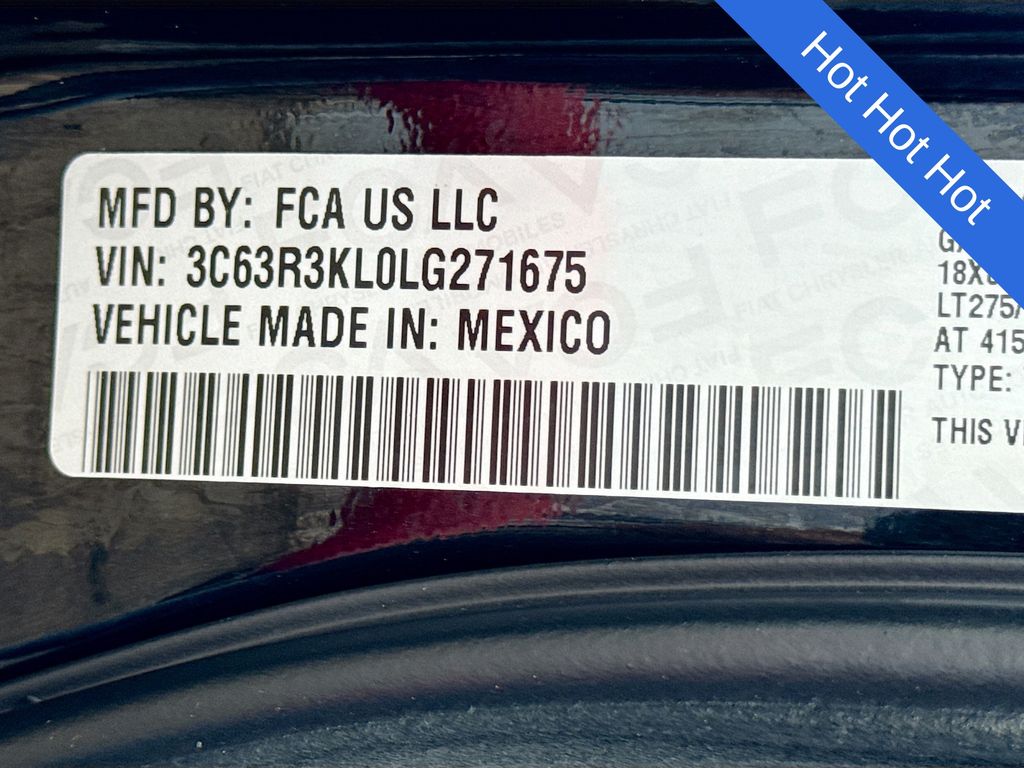 Hot Hot Hot
MFD BY: FCA US LLC
VIN: 3C63R3KL0LG271675
VEHICLE MADE IN: MEXICO
18X
LT275/
AT 415
TYPE:
THIS